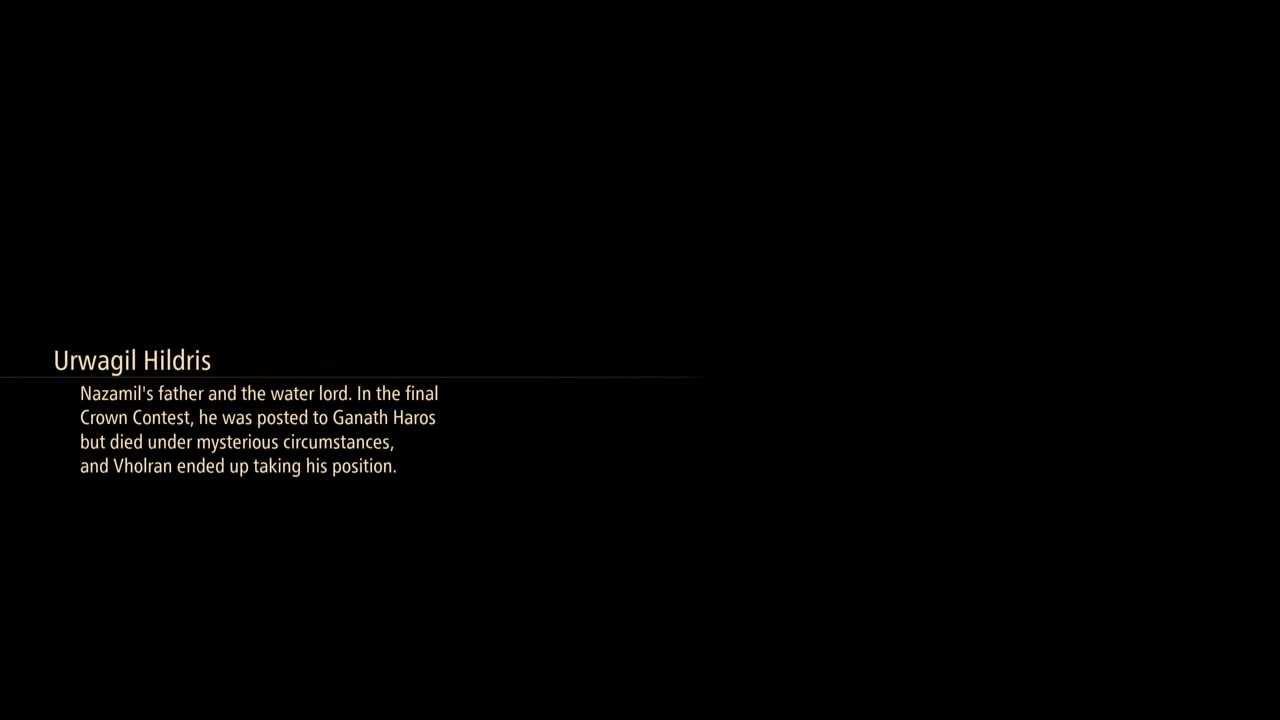 Urwagil Hildris
Nazamil's father and the water lord. In the final
Crown Contest, he was posted to Ganath Haros
but died under mysterious circumstances,
and Vholran ended up taking his position.